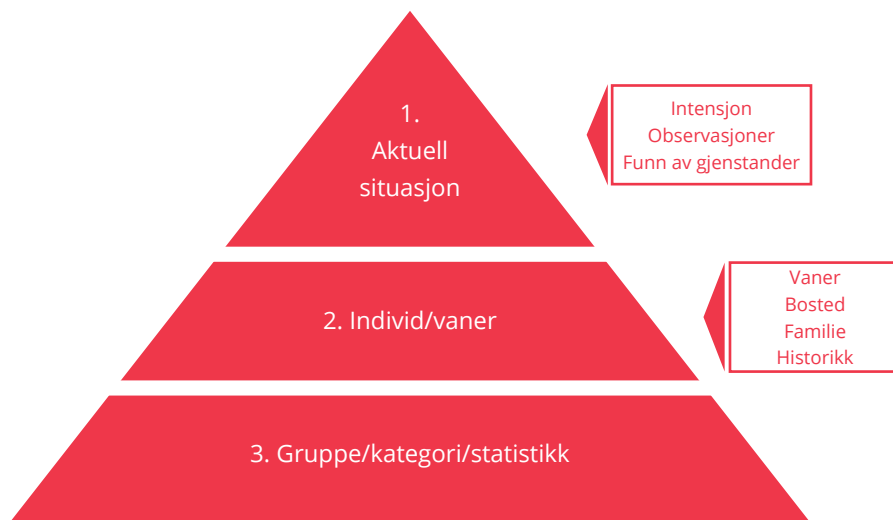 1.
Aktuell
situasjon
Intensjon
Observasjoner
Funn av gjenstander
2. Individ/vaner
Vaner
Bosted
Familie
Historikk
3. Gruppe/kategori/statistikk